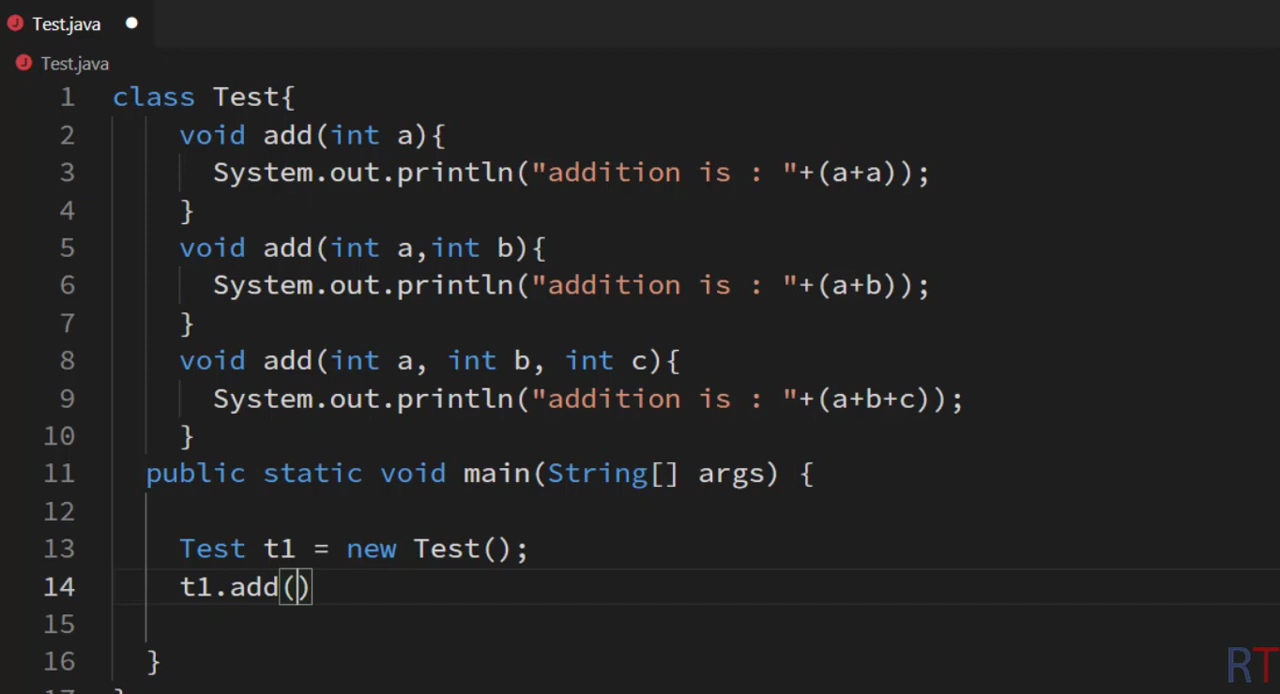 Test.java
Test.java
1 class Test{
2 void add(int a){
3 System.out.println("addition is : "+(a+a));
4 }
5 void add(int a,int b){
6 System.out.println("addition is : "+(a+b));
7 }
8 void add(int a, int b, int c){
9 System.out.println("addition is : "+(a+b+c));
10 }
11 public static void main(String[] args) {
12
13 Test t1 = new Test();
14 t1.add()
15
16 }
17 }
RT